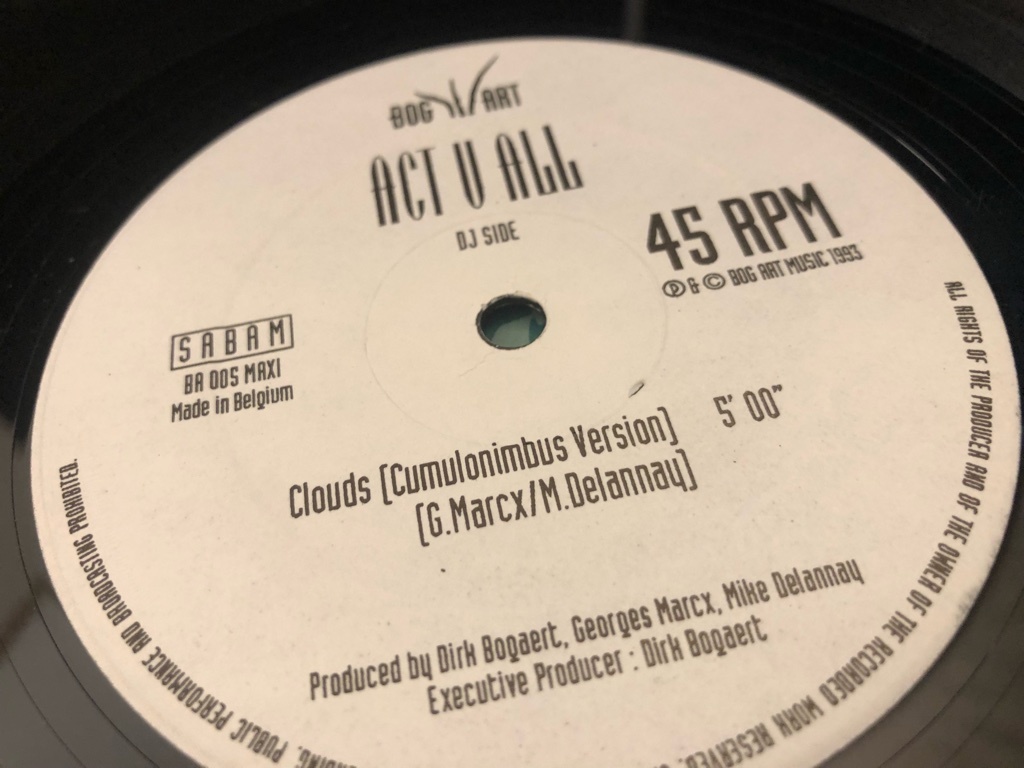 BOG ART
ACT U ALL
DJ SIDE
45 RPM
Ⓟ & © BOG ART MUSIC 1993
SABAM
BA 005 MAXI
Made in Belgium
Clouds [Cumulonimbus Version] 5' 00"
[G.Marcx/M.Delannay]
Produced by Dirk Bogaert, Georges Marcx, Mike Delannay
Executive Producer : Dirk Bogaert
ALL RIGHTS OF THE PRODUCER AND OF THE OWNER OF THE RECORDED WORK RESERVED.
PUBLIC PERFORMANCE AND BROADCASTING PROHIBITED.